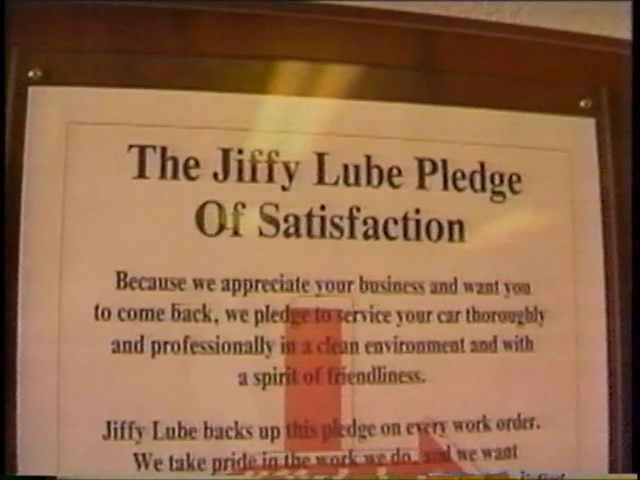 The Jiffy Lube Pledge
Of Satisfaction
Because we appreciate your business and want you
to come back, we pledge to service your car thoroughly
and professionally in a clean environment and with
a spirit of friendliness.
Jiffy Lube backs up this pledge on every work order.
We take pride in the work we do, and we want